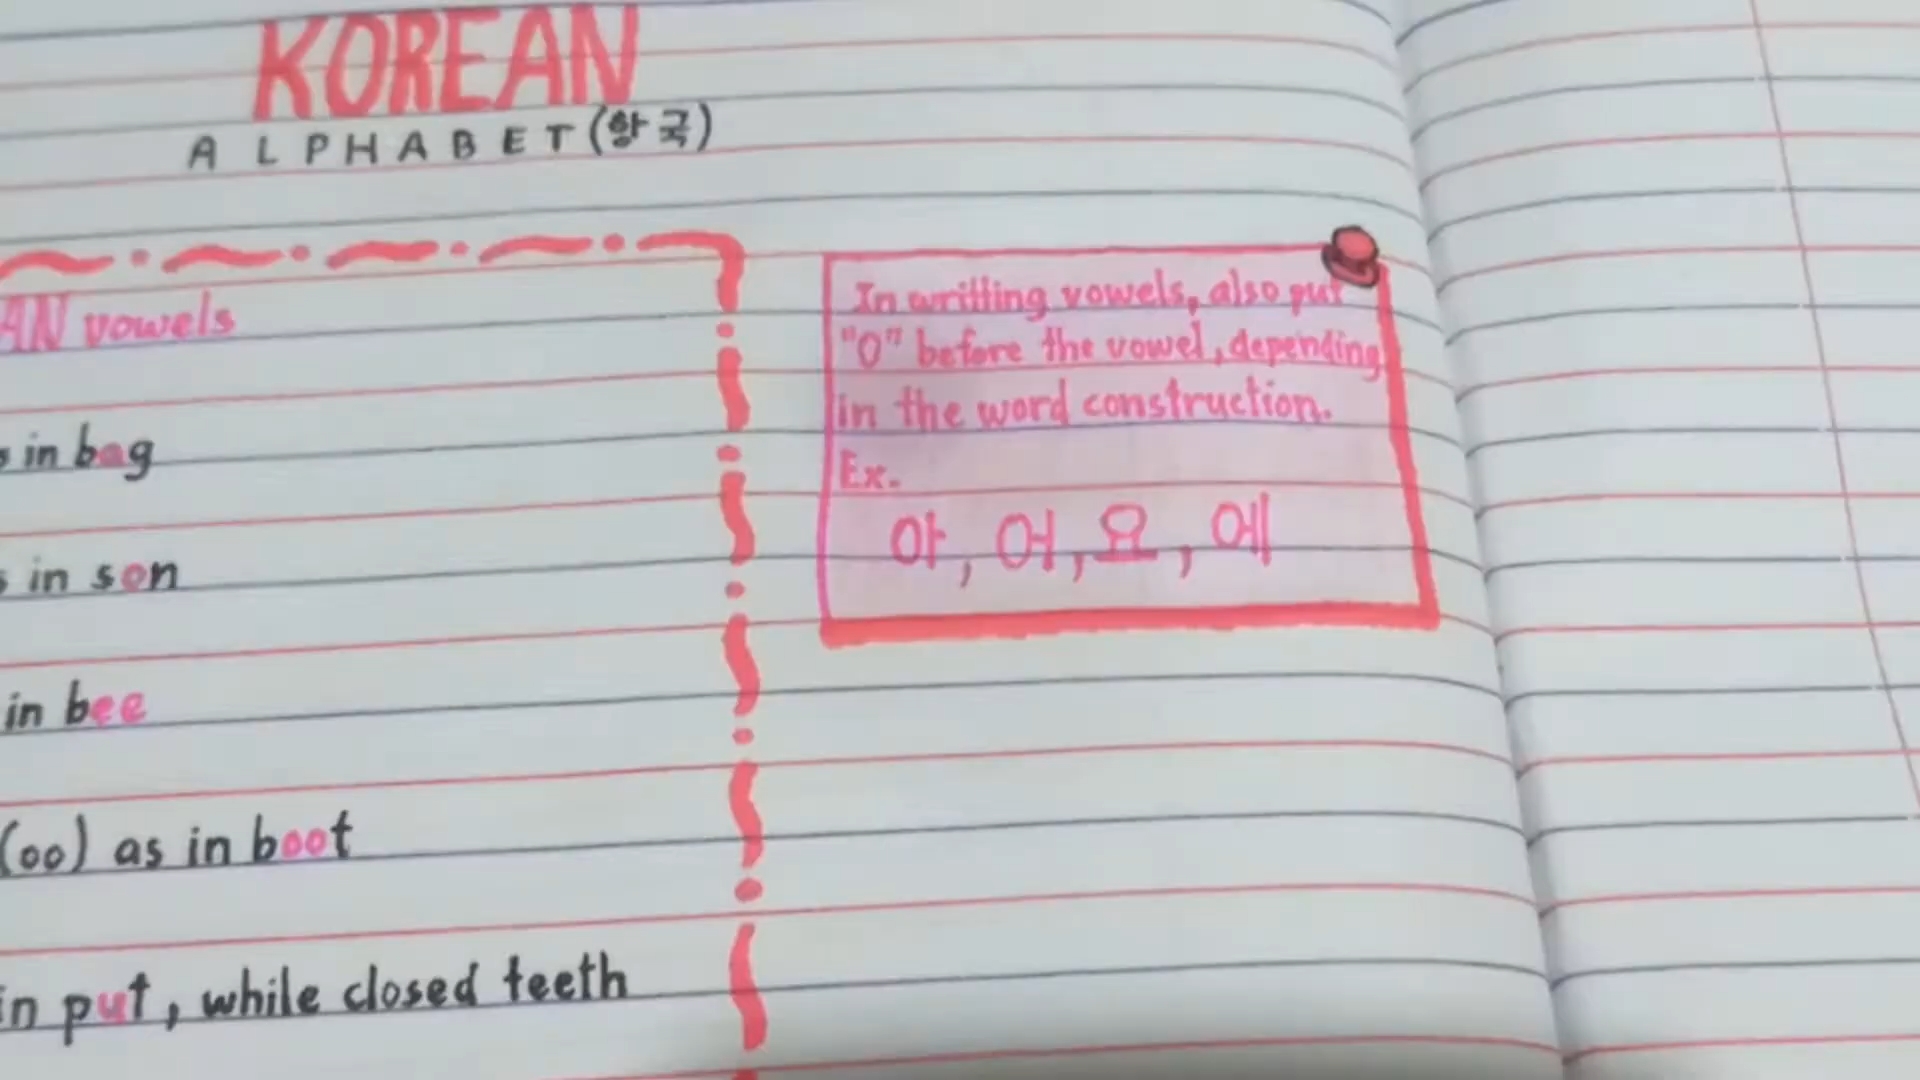 KOREAN
ALPHABET (항국)
AN vowels
in bag
in son
in bee
(oo) as in boot
in put, while closed teeth
In writting vowels, also put
"O" before the vowel, depending
in the word construction.
Ex.
아, 어, 요, 에